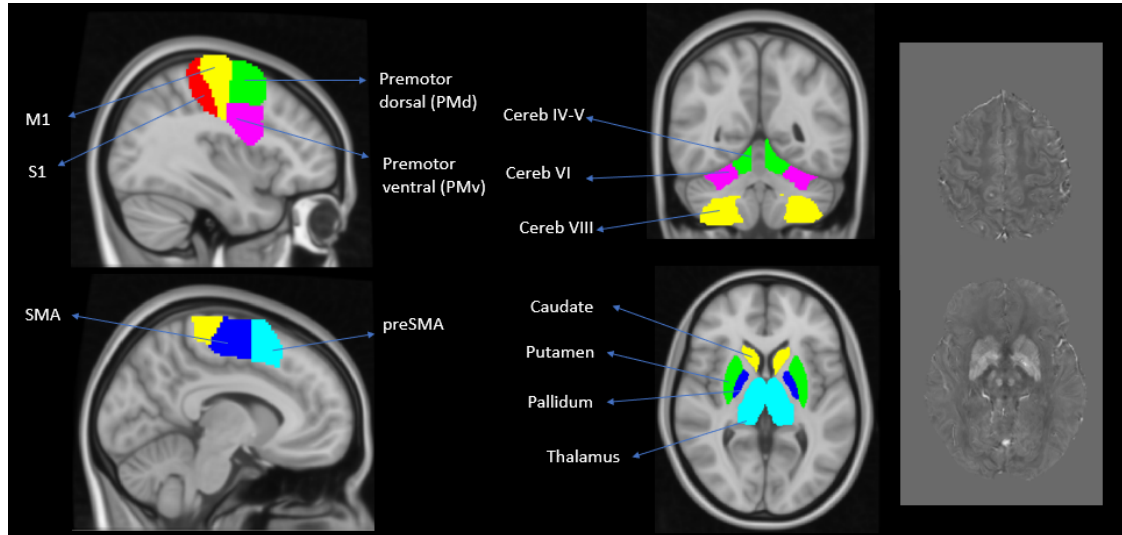 M1
S1
Premotor
dorsal (PMd)
Premotor
ventral (PMv)
SMA
preSMA
Cereb IV-V
Cereb VI
Cereb VIII
Caudate
Putamen
Pallidum
Thalamus